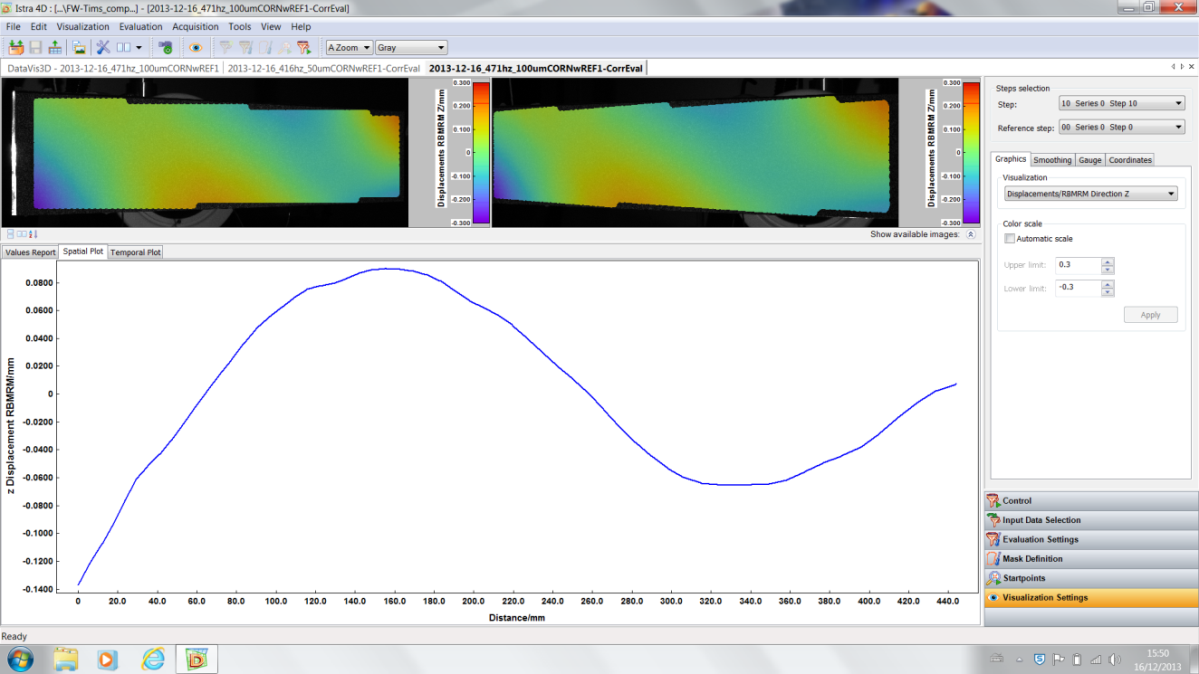 Istra 4D : [...\FW-Tims_comp...] - [2013-12-16_471hz_100umCORNwREF1-CorrEval]
File Edit Visualization Evaluation Acquisition Tools View Help
A Zoom Gray
DataVis3D - 2013-12-16_471hz_100umCORNwREF1 2013-12-16_416hz_50umCORNwREF1-CorrEval 2013-12-16_471hz_100umCORNwREF1-CorrEval
Displacements RBMRM Z/mm
0.300
0.200
0.100
0
-0.100
-0.200
-0.300
Displacements RBMRM Z/mm
0.300
0.200
0.100
0
-0.100
-0.200
-0.300
Show available images:
Values Report Spatial Plot Temporal Plot
z Displacement RBMRM/mm
0.0800
0.0600
0.0400
0.0200
0
-0.0200
-0.0400
-0.0600
-0.0800
-0.1000
-0.1200
-0.1400
0 20.0 40.0 60.0 80.0 100.0 120.0 140.0 160.0 180.0 200.0 220.0 240.0 260.0 280.0 300.0 320.0 340.0 360.0 380.0 400.0 420.0 440.0
Distance/mm
Steps selection
Step: 10 Series 0 Step 10
Reference step: 00 Series 0 Step 0
Graphics Smoothing Gauge Coordinates
Visualization
Displacements/RBMRM Direction Z
Color scale
Automatic scale
Upper limit: 0.3
Lower limit: -0.3
Apply
Control
Input Data Selection
Evaluation Settings
Mask Definition
Startpoints
Visualization Settings
Ready
15:50
16/12/2013